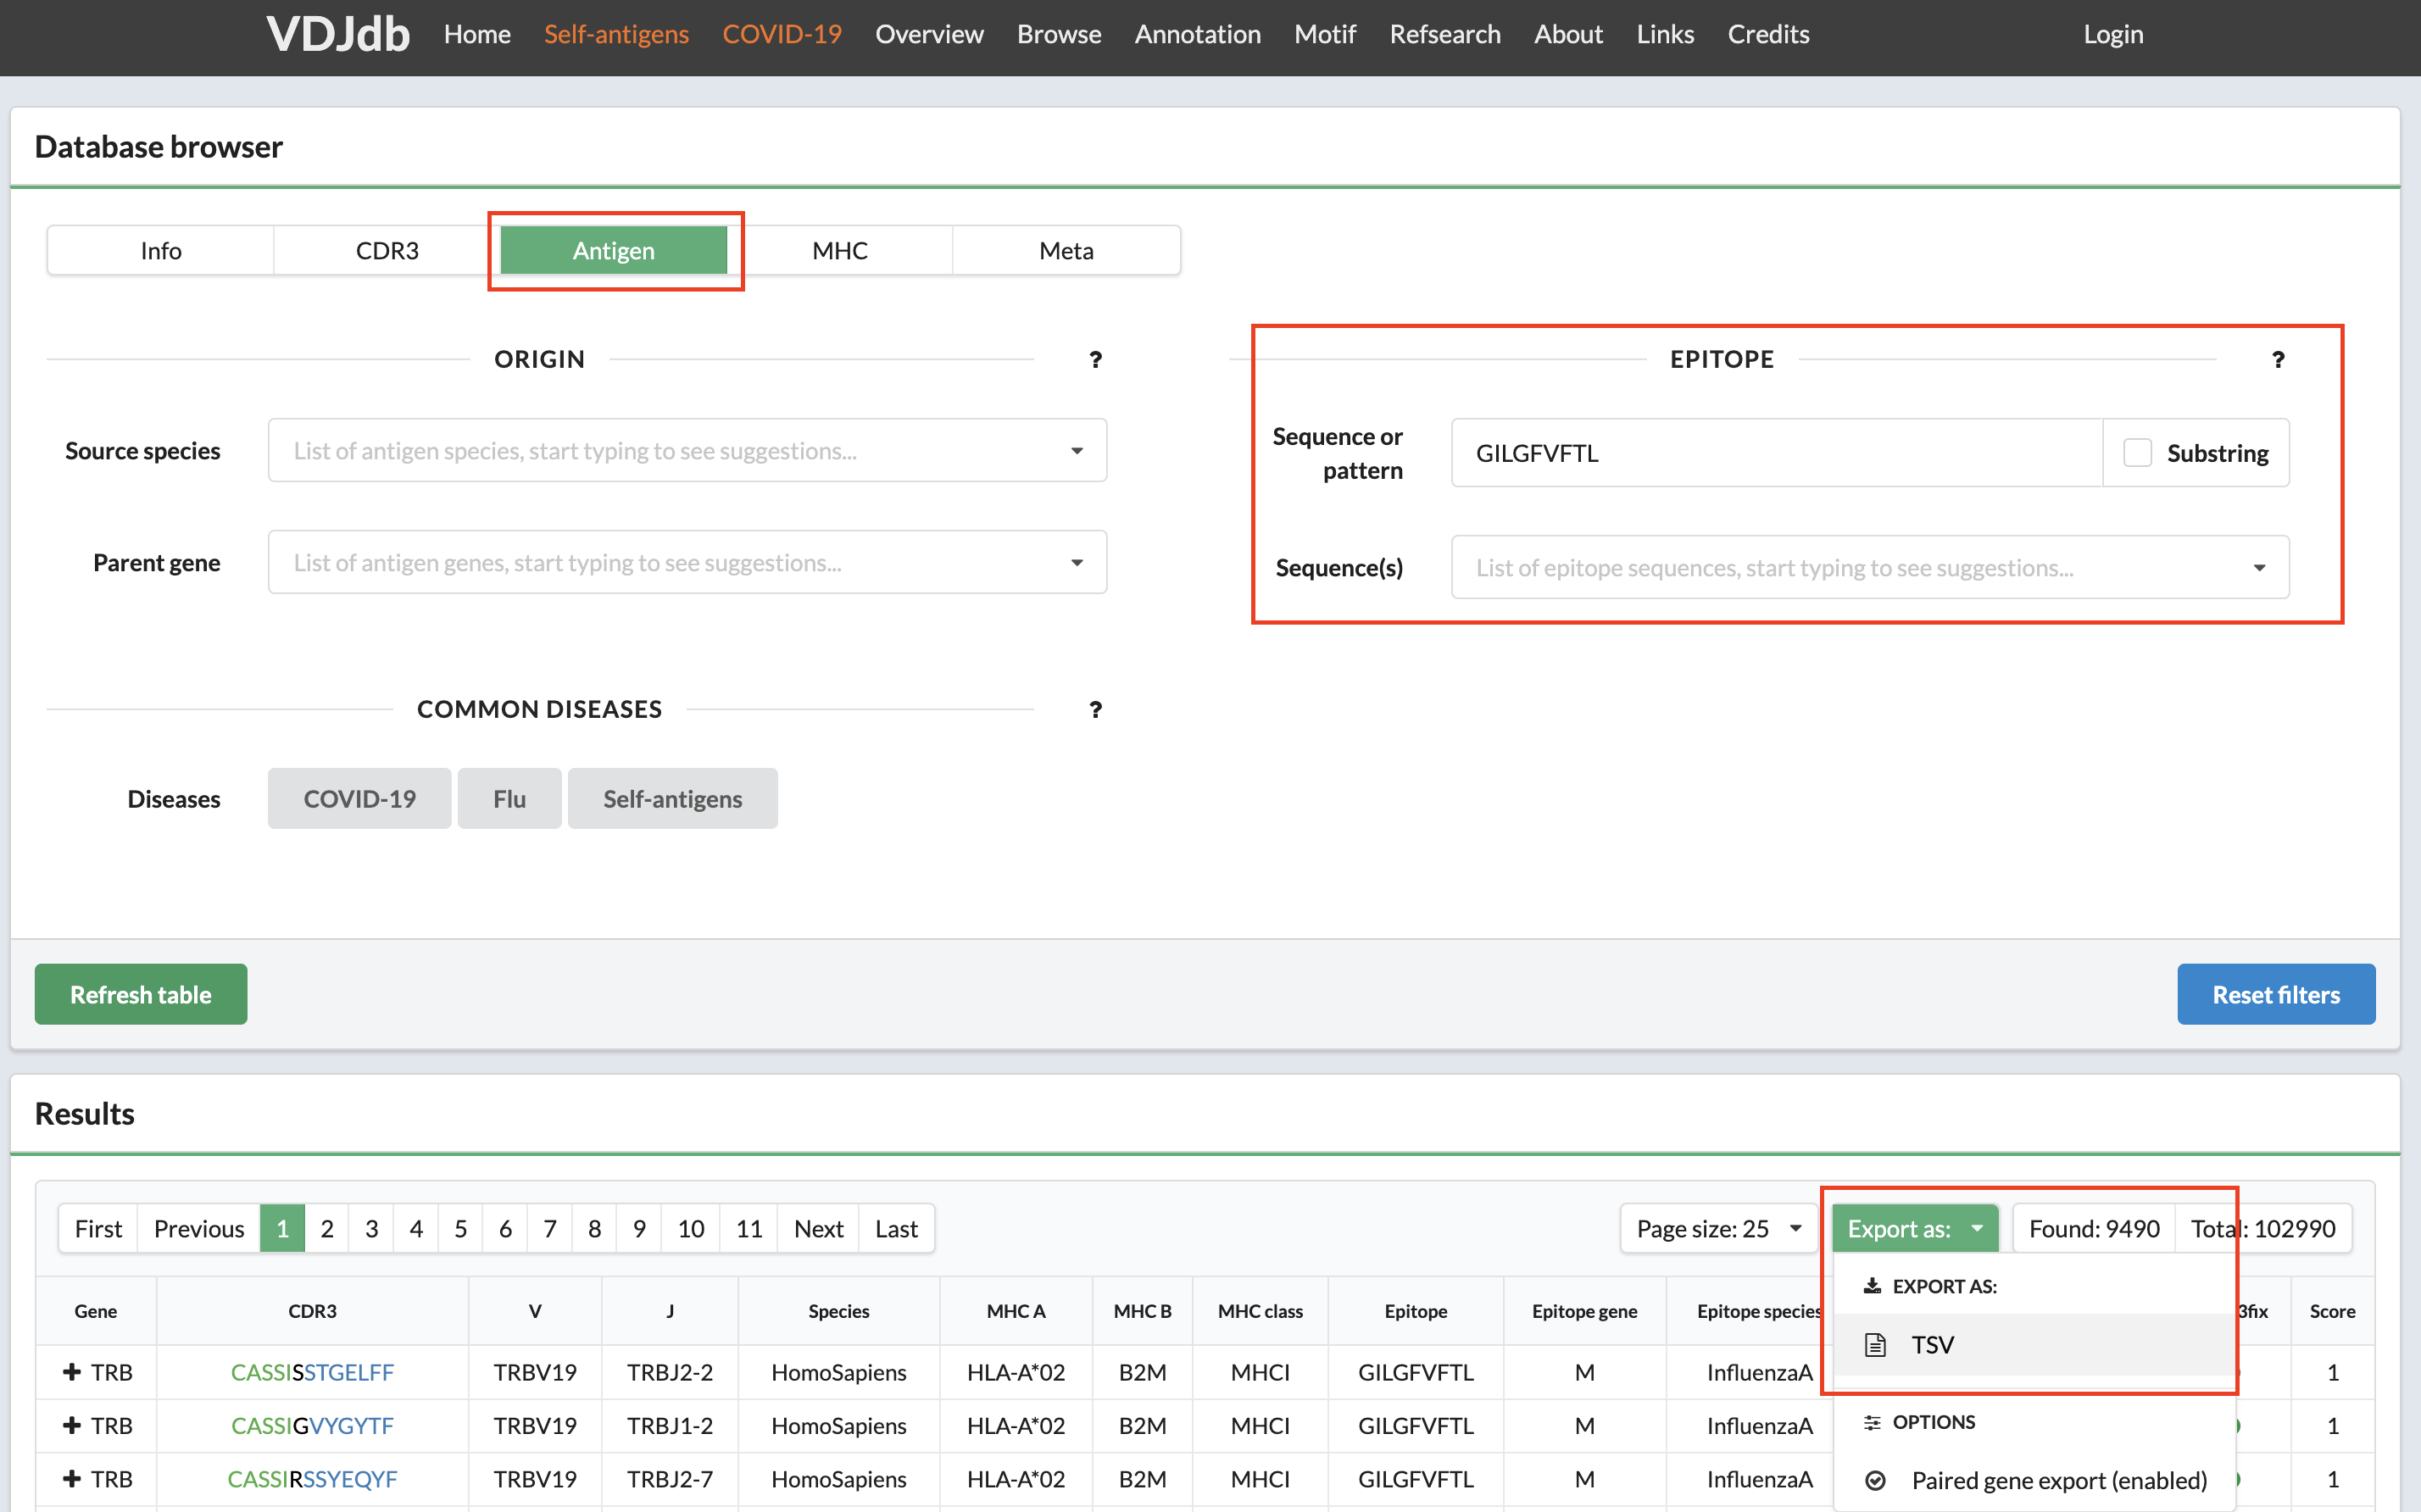 VDJdb Home Self-antigens COVID-19 Overview Browse Annotation Motif Refsearch About Links Credits Login
Database browser
Info CDR3 Antigen MHC Meta
ORIGIN ?
Source species List of antigen species, start typing to see suggestions...
Parent gene List of antigen genes, start typing to see suggestions...
EPITOPE ?
Sequence or
pattern
GILGFVFTL Substring
Sequence(s) List of epitope sequences, start typing to see suggestions...
COMMON DISEASES ?
Diseases COVID-19 Flu Self-antigens
Refresh table Reset filters
Results
First Previous 1 2 3 4 5 6 7 8 9 10 11 Next Last Page size: 25 Export as: Found: 9490 Total: 102990
EXPORT AS:
TSV
OPTIONS
Paired gene export (enabled)
Gene CDR3 V J Species MHC A MHC B MHC class Epitope Epitope gene Epitope species 3fix Score
TRB CASSISSTGELFF TRBV19 TRBJ2-2 HomoSapiens HLA-A*02 B2M MHCI GILGFVFTL M InfluenzaA 1
TRB CASSIGVYGYTF TRBV19 TRBJ1-2 HomoSapiens HLA-A*02 B2M MHCI GILGFVFTL M InfluenzaA 1
TRB CASSIRSSYEQYF TRBV19 TRBJ2-7 HomoSapiens HLA-A*02 B2M MHCI GILGFVFTL M InfluenzaA 1